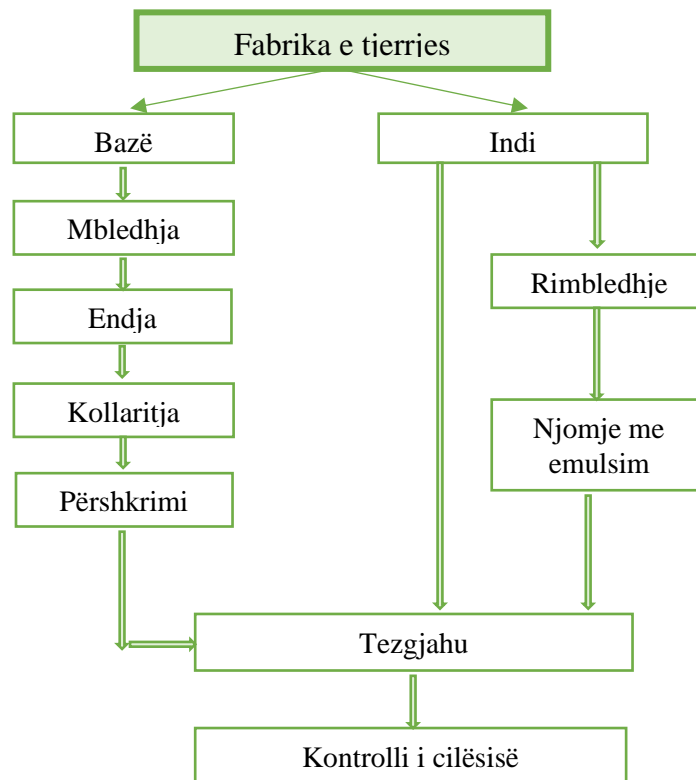 Fabrika e tjerrjes
Bazë
Indi
Mbledhja
Rimbledhje
Endja
Kollaritja
Njomje me
emulsim
Përshkrimi
Tezgjahu
Kontrolli i cilësisë